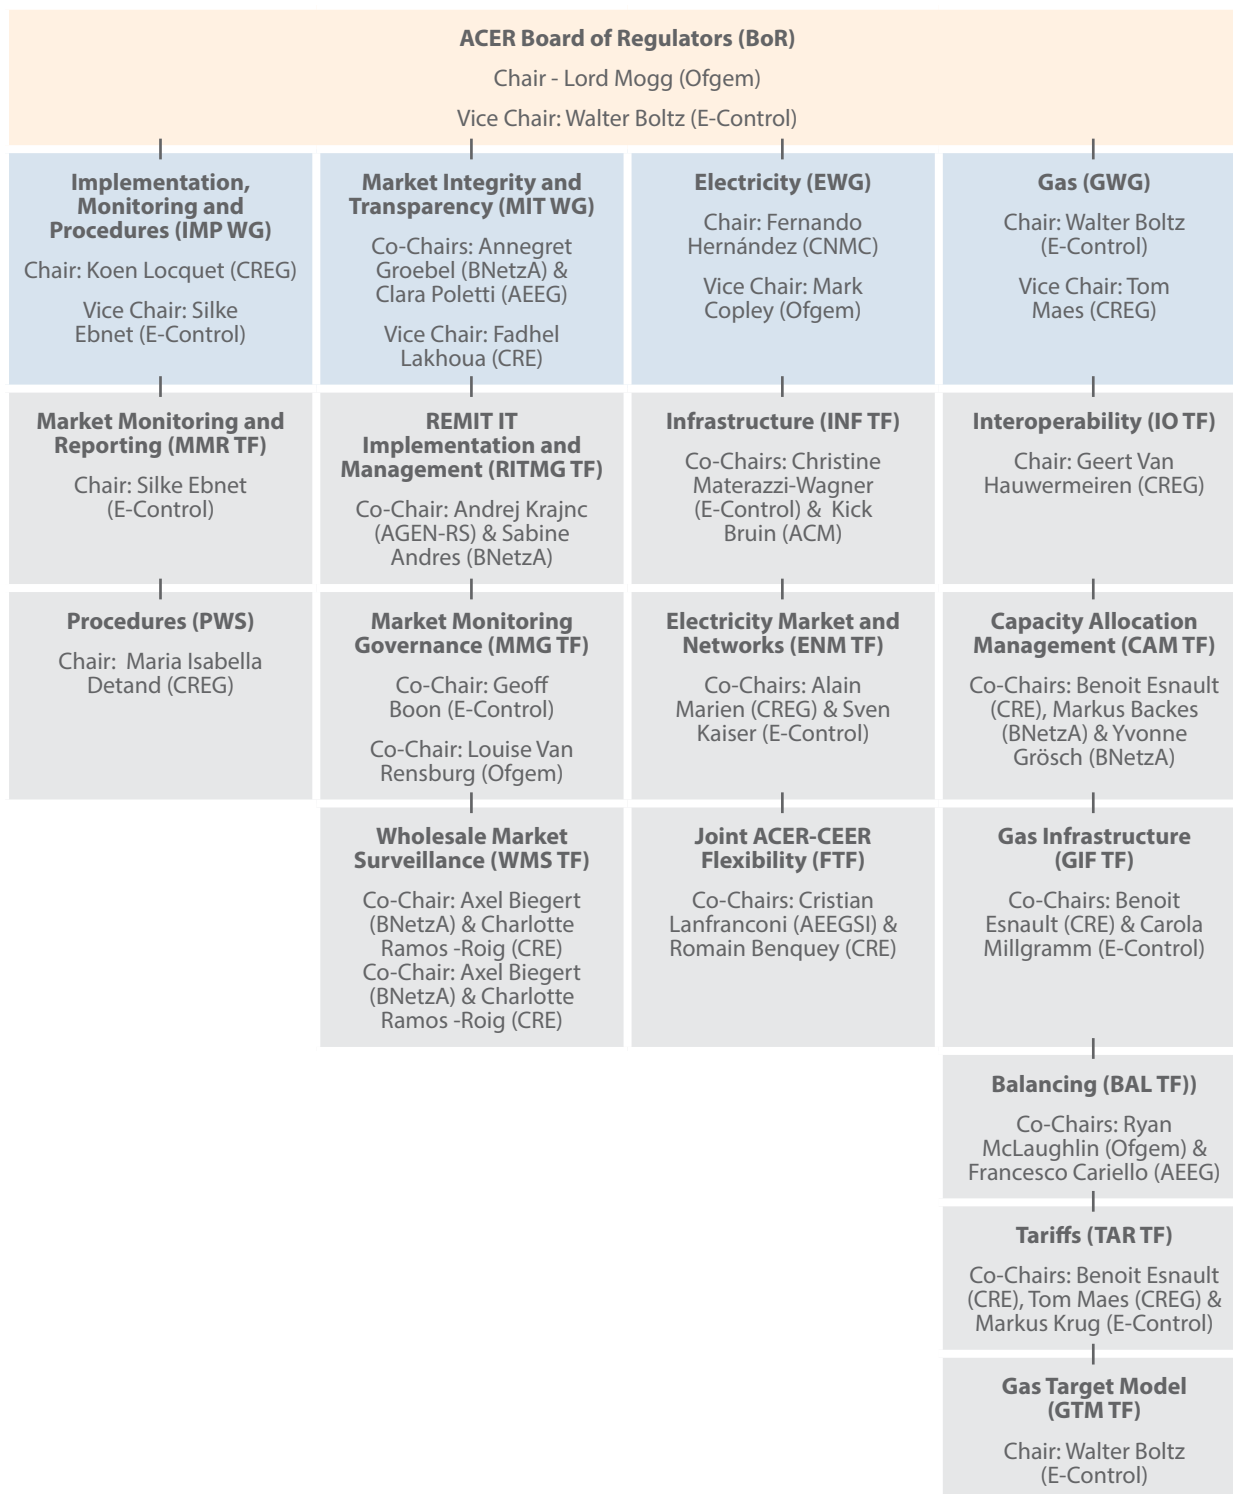 ACER Board of Regulators (BoR)
Chair - Lord Mogg (Ofgem)
Vice Chair: Walter Boltz (E-Control)
Implementation,
Monitoring and
Procedures (IMP WG)
Chair: Koen Locquet (CREG)
Vice Chair: Silke
Ebnet (E-Control)
Market Integrity and
Transparency (MIT WG)
Co-Chairs: Annegret
Groebel (BNetzA) &
Clara Poletti (AEEG)
Vice Chair: Fadhel
Lakhoua (CRE)
Electricity (EWG)
Chair: Fernando
Hernández (CNMC)
Vice Chair: Mark
Copley (Ofgem)
Gas (GWG)
Chair: Walter Boltz
(E-Control)
Vice Chair: Tom
Maes (CREG)
Market Monitoring and
Reporting (MMR TF)
Chair: Silke Ebnet
(E-Control)
REMIT IT
Implementation and
Management (RITMG TF)
Co-Chair: Andrej Krajnc
(AGEN-RS) & Sabine
Andres (BNetzA)
Infrastructure (INF TF)
Co-Chairs: Christine
Materazzi-Wagner
(E-Control) &  Kick
Bruin (ACM)
Interoperability (IO TF)
Chair: Geert Van
Hauwermeiren (CREG)
Procedures (PWS)
Chair:  Maria Isabella
Detand (CREG)
Market Monitoring
Governance (MMG TF)
Co-Chair: Geoff
Boon (E-Control)
Co-Chair: Louise Van
Rensburg (Ofgem)
Electricity Market and
Networks (ENM TF)
Co-Chairs: Alain
Marien (CREG) & Sven
Kaiser (E-Control)
Capacity Allocation
Management (CAM TF)
Co-Chairs: Benoit Esnault
(CRE), Markus Backes
(BNetzA) & Yvonne
Grösch (BNetzA)
Wholesale Market
Surveillance (WMS TF)
Co-Chair: Axel Biegert
(BNetzA) & Charlotte
Ramos -Roig (CRE)
Co-Chair: Axel Biegert
(BNetzA) & Charlotte
Ramos -Roig (CRE)
Joint ACER-CEER
Flexibility (FTF)
Co-Chairs: Cristian
Lanfranconi (AEEGSI) &
Romain Benquey (CRE)
Gas Infrastructure
(GIF TF)
Co-Chairs: Benoit
Esnault (CRE) & Carola
Millgramm (E-Control)
Balancing (BAL TF))
Co-Chairs: Ryan
McLaughlin (Ofgem) &
Francesco Cariello (AEEG)
Tariffs (TAR TF)
Co-Chairs: Benoit Esnault
(CRE), Tom Maes (CREG) &
Markus Krug (E-Control)
Gas Target Model
(GTM TF)
Chair: Walter Boltz
(E-Control)